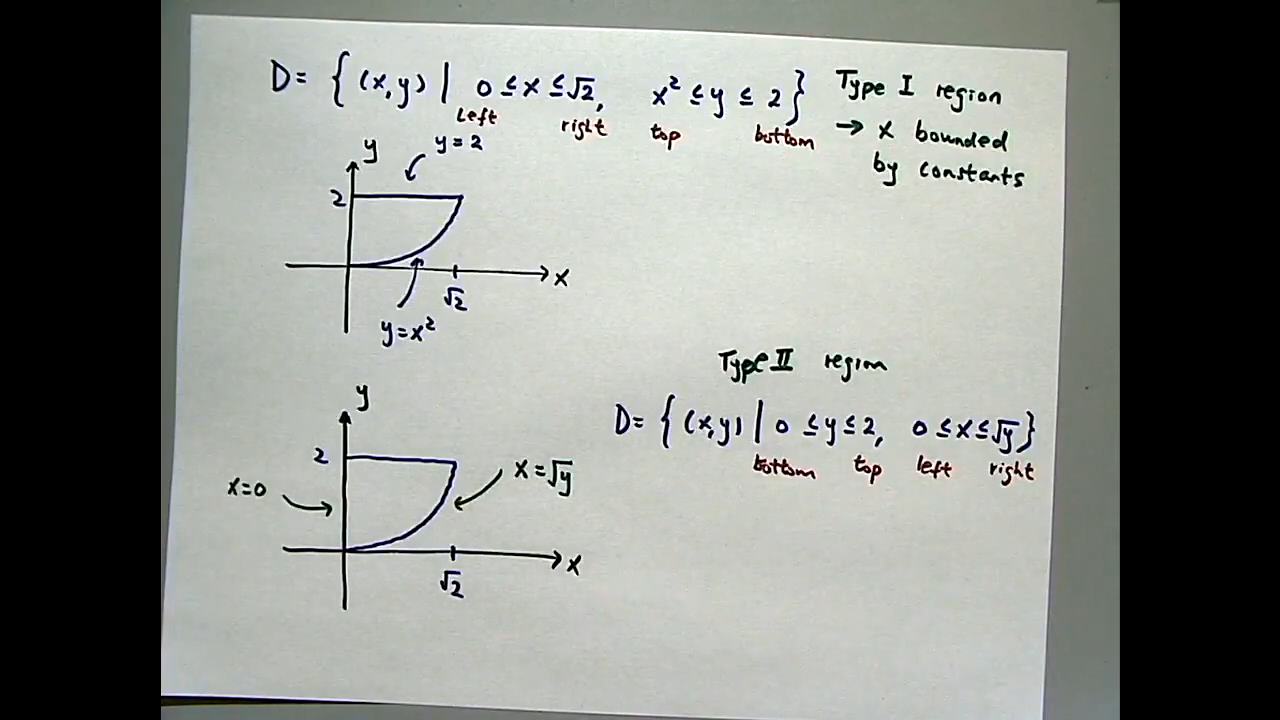 D = { (x,y) | 0 ≤ x ≤ √2, x² ≤ y ≤ 2 } Type I region
left right top bottom → x bounded
by constants
y
y=2
2
x
√2
y=x²
Type II region
y
D= { (x,y) | 0 ≤ y ≤ 2, 0 ≤ x ≤ √y }
bottom top left right
2
x=√y
x=0
x
√2